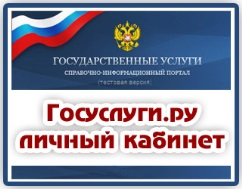 ГОСУДАРСТВЕННЫЕ УСЛУГИ
СПРАВОЧНО-ИНФОРМАЦИОННЫЙ ПОРТАЛ
(тестовая версия)
Госуслуги.ру
личный кабинет